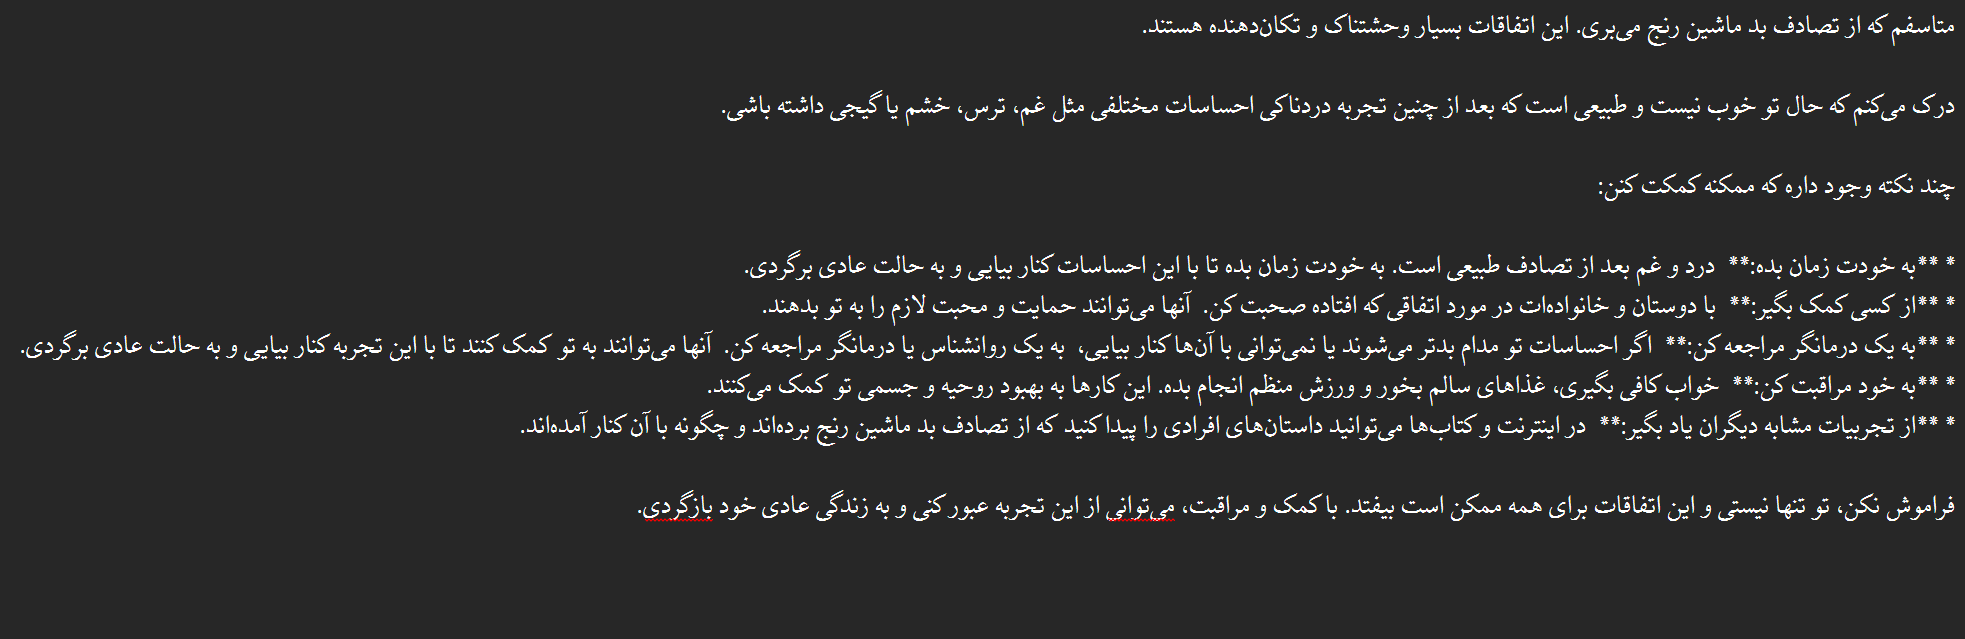 متاسفم که از تصادف بد ماشین رنج می‌بری. این اتفاقات بسیار وحشتناک و تکان‌دهنده هستند.
درک می‌کنم که حال تو خوب نیست و طبیعی است که بعد از چنین تجربه دردناکی احساسات مختلفی مثل غم، ترس، خشم یا گیجی داشته باشی.
چند نکته وجود داره که ممکنه کمکت کنن:
* **به خودت زمان بده:** درد و غم بعد از تصادف طبیعی است. به خودت زمان بده تا با این احساسات کنار بیایی و به حالت عادی برگردی.
* **از کسی کمک بگیر:** با دوستان و خانواده‌ات در مورد اتفاقی که افتاده صحبت کن. آنها می‌توانند حمایت و محبت لازم را به تو بدهند.
* **به یک درمانگر مراجعه کن:** اگر احساسات تو مدام بدتر می‌شوند یا نمی‌توانی با آن‌ها کنار بیایی، به یک روانشناس یا درمانگر مراجعه کن. آنها می‌توانند به تو کمک کنند تا با این تجربه کنار بیایی و به حالت عادی برگردی.
* **به خود مراقبت کن:** خواب کافی بگیری، غذاهای سالم بخور و ورزش منظم انجام بده. این کارها به بهبود روحیه و جسمی تو کمک می‌کنند.
* **از تجربیات مشابه دیگران یاد بگیر:** در اینترنت و کتاب‌ها می‌توانید داستان‌های افرادی را پیدا کنید که از تصادف بد ماشین رنج برده‌اند و چگونه با آن کنار آمده‌اند.
فراموش نکن، تو تنها نیستی و این اتفاقات برای همه ممکن است بیفتد. با کمک و مراقبت، می‌توانی از این تجربه عبور کنی و به زندگی عادی خود بازگردی.